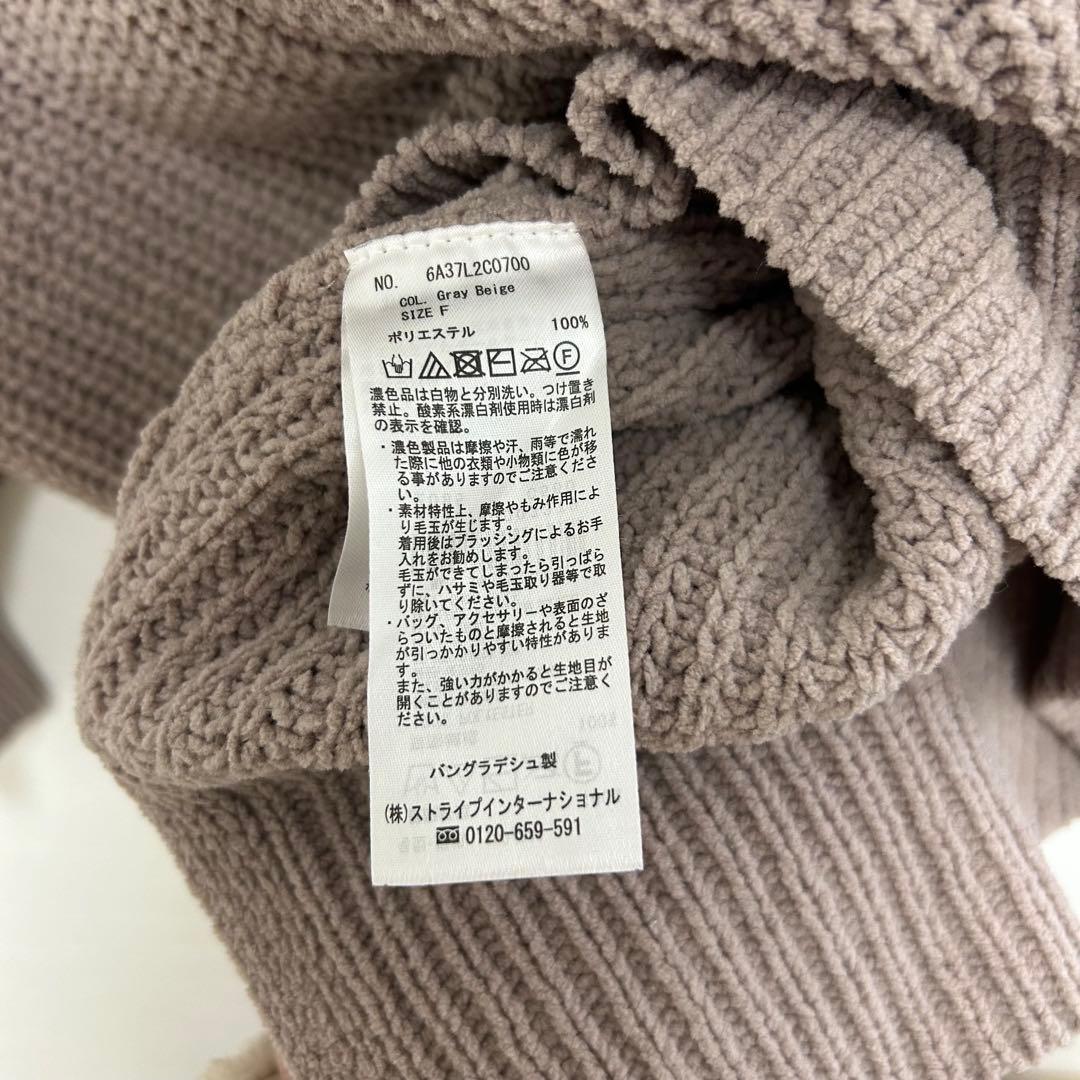 NO. 6A37L2C0700
COL. Gray Beige
SIZE F
ポリエステル 100%
F
濃色品は白物と分別洗い。つけ置き
禁止。酸素系漂白剤使用時は漂白剤
の表示を確認。
・濃色製品は摩擦や汗、雨等で濡れ
た際に他の衣類や小物類に色が移
る事がありますのでご注意くださ
い。
・素材特性上、摩擦やもみ作用によ
り毛玉が生じます。
着用後はブラッシングによるお手
入れをお勧めします。
毛玉ができてしまったら引っぱら
ずに、ハサミや毛玉取り器等で取
り除いてください。
・バッグ、アクセサリーや表面のざ
らついたものと摩擦されると生地
が引っかかりやすい特性がありま
す。
また、強い力がかかると生地目が
開くことがありますのでご注意く
ださい。
バングラデシュ製
(株)ストライプインターナショナル
0120-659-591